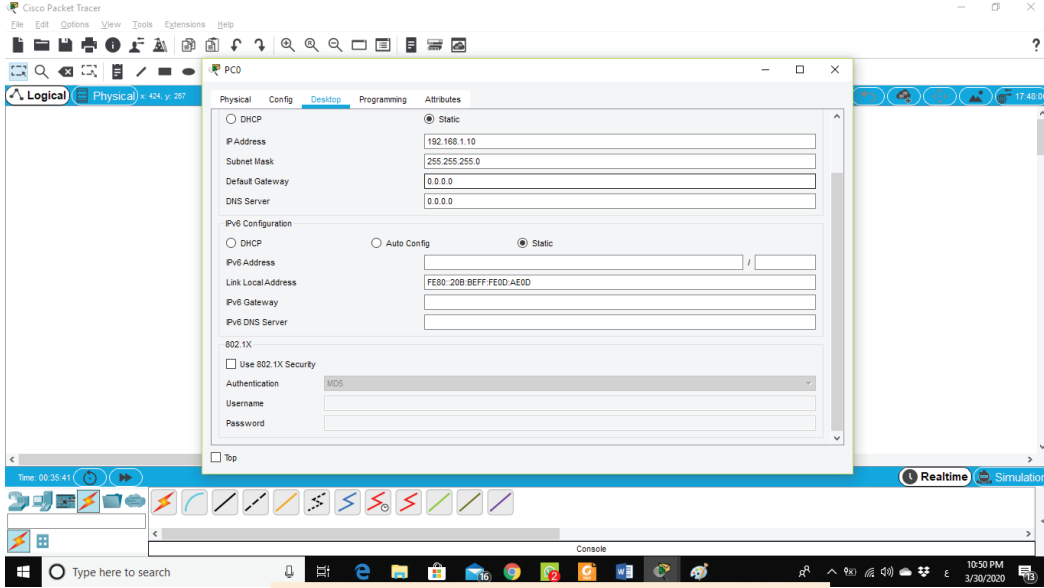 Cisco Packet Tracer
File Edit Options View Tools Extensions Help
?
PC0
Logical Physical x: 424, y: 267 17:48:0
Physical Config Desktop Programming Attributes
DHCP Static
IP Address 192.168.1.10
Subnet Mask 255.255.255.0
Default Gateway 0.0.0.0
DNS Server 0.0.0.0
IPv6 Configuration
DHCP Auto Config Static
IPv6 Address /
Link Local Address FE80::20B:BEFF:FE0D:AE0D
IPv6 Gateway
IPv6 DNS Server
802.1X
Use 802.1X Security
Authentication MD5
Username
Password
Top
Time: 00:35:41 Realtime Simulation
Console
Type here to search 16 2 ε 10:50 PM
3/30/2020 13